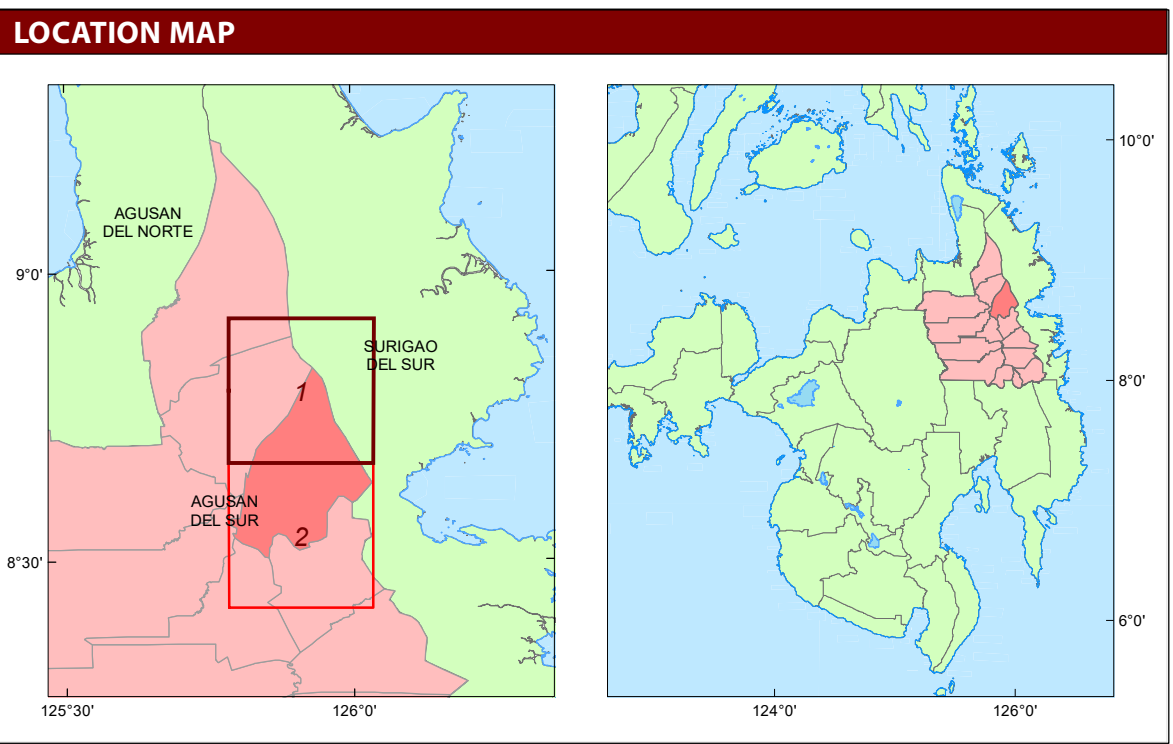 LOCATION MAP
AGUSAN
DEL NORTE
9°0'
SURIGAO
DEL SUR
1
AGUSAN
DEL SUR
2
8°30'
125°30'
126°0'
10°0'
8°0'
6°0'
124°0'
126°0'